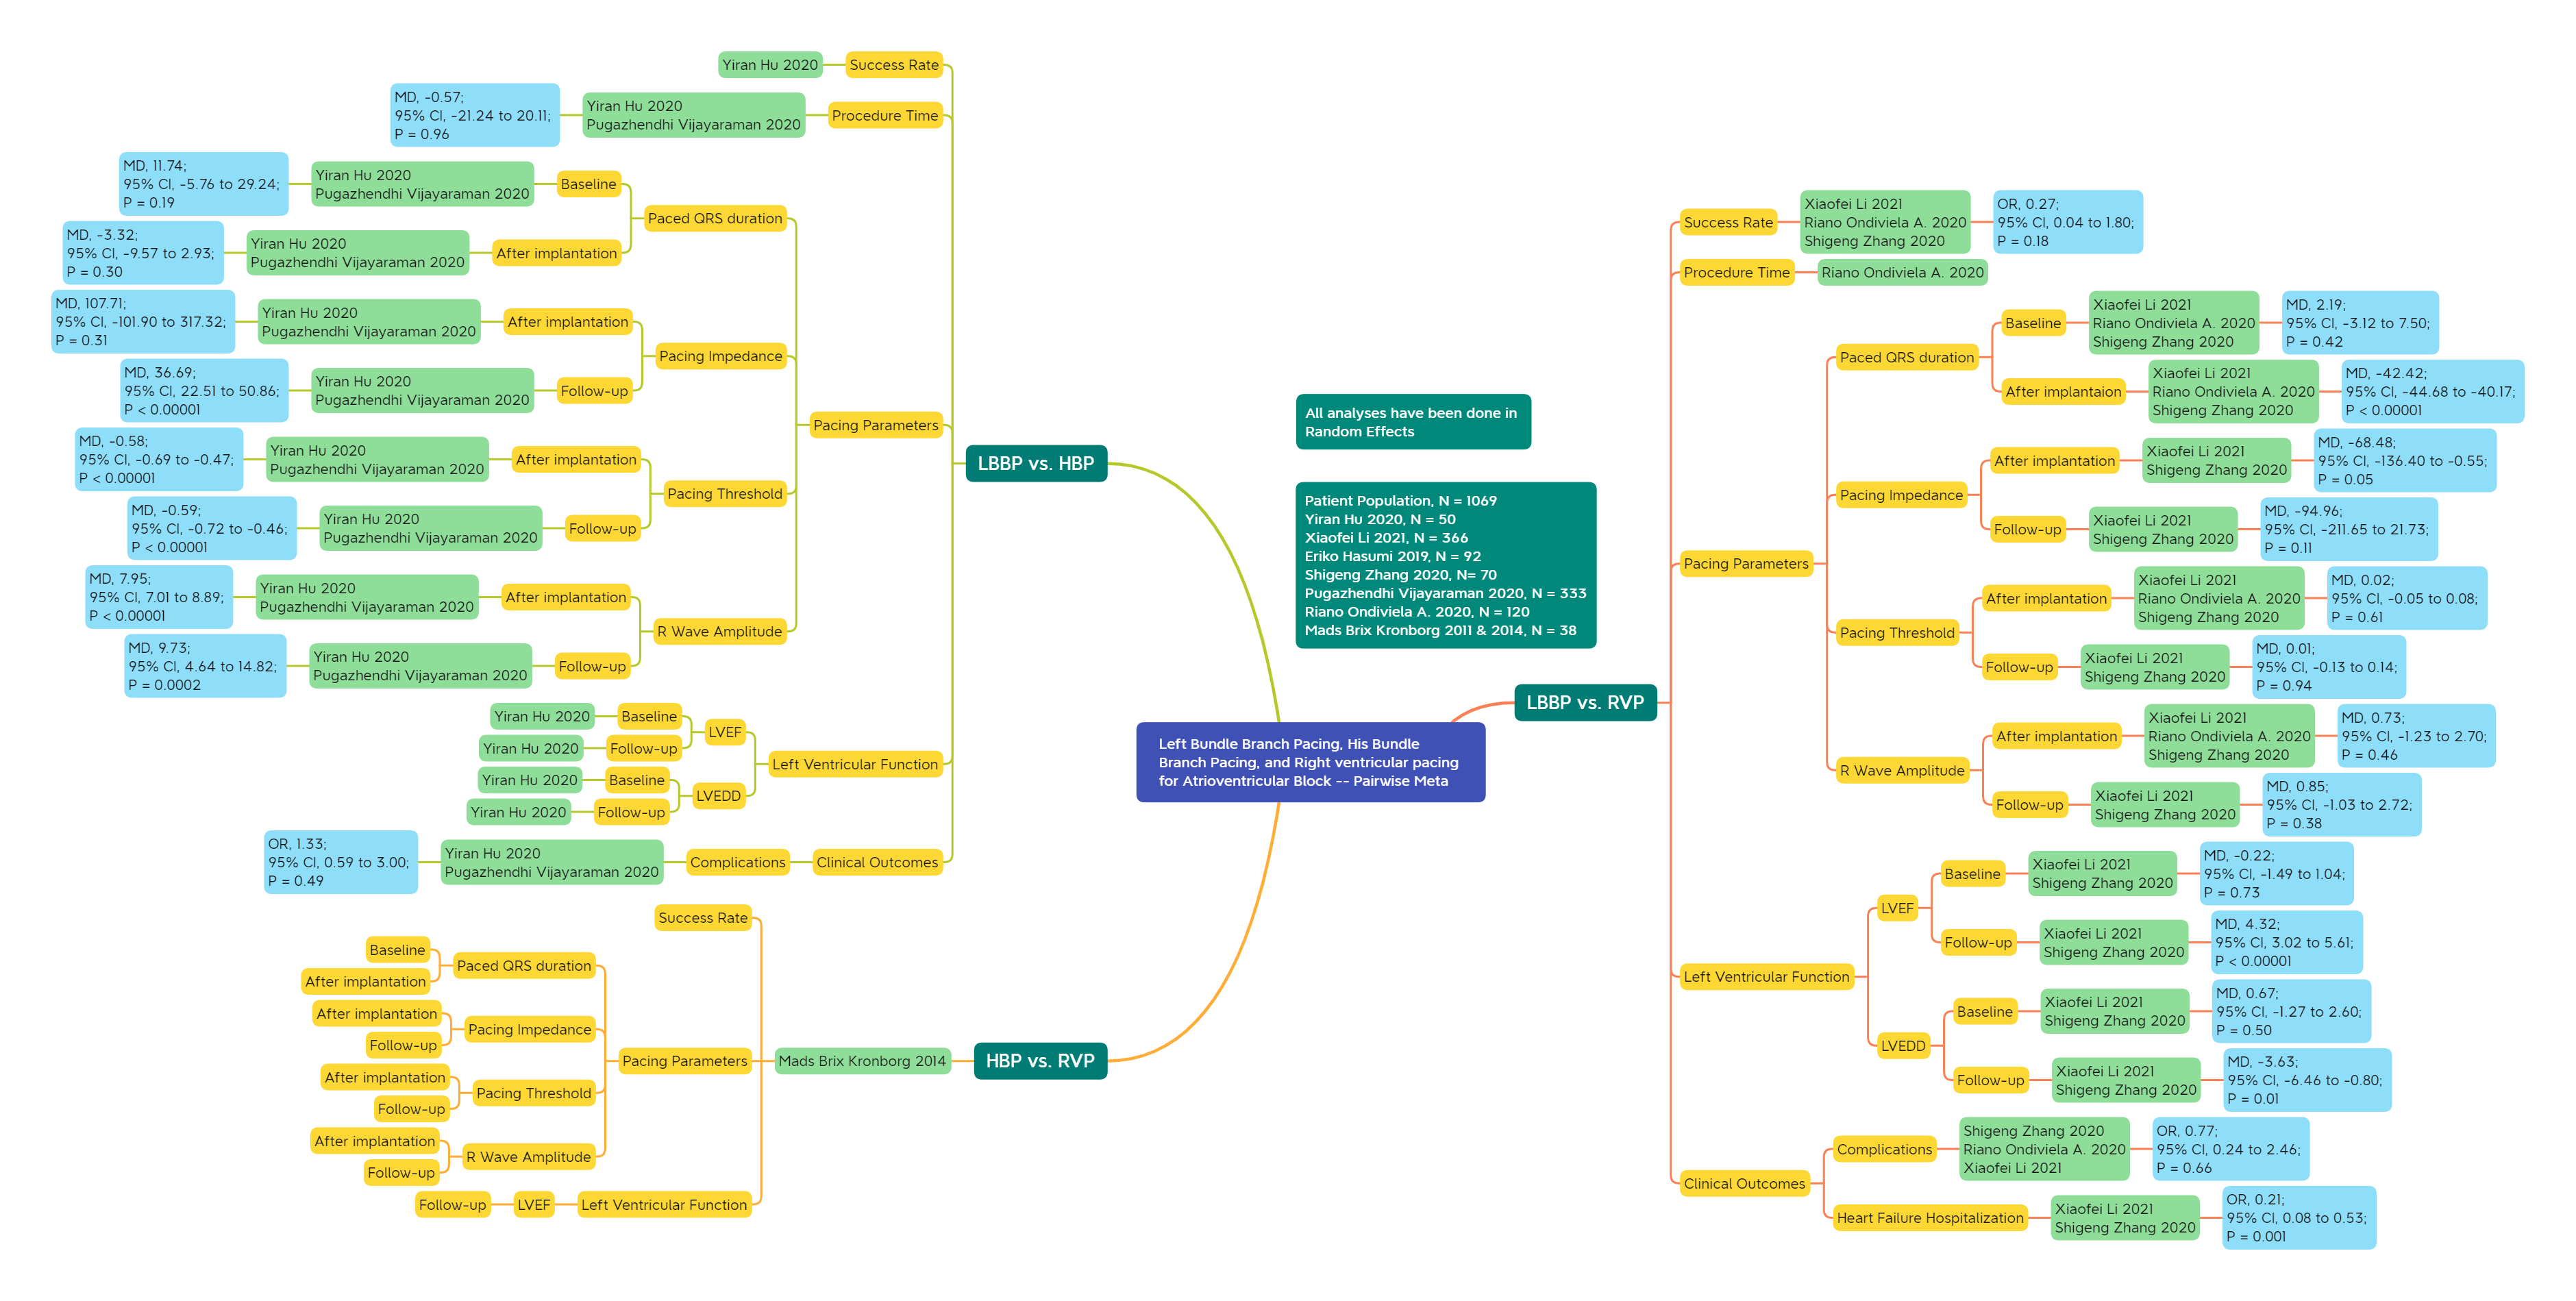 Left Bundle Branch Pacing, His Bundle
Branch Pacing, and Right ventricular pacing
for Atrioventricular Block -- Pairwise Meta
All analyses have been done in
Random Effects
Patient Population, N = 1069
Yiran Hu 2020, N = 50
Xiaofei Li 2021, N = 366
Eriko Hasumi 2019, N = 92
Shigeng Zhang 2020, N= 70
Pugazhendhi Vijayaraman 2020, N = 333
Riano Ondiviela A. 2020, N = 120
Mads Brix Kronborg 2011 & 2014, N = 38
LBBP vs. HBP
Success Rate
Yiran Hu 2020
Procedure Time
Yiran Hu 2020
Pugazhendhi Vijayaraman 2020
MD, -0.57;
95% CI, -21.24 to 20.11;
P = 0.96
Pacing Parameters
Paced QRS duration
Baseline
Yiran Hu 2020
Pugazhendhi Vijayaraman 2020
MD, 11.74;
95% CI, -5.76 to 29.24;
P = 0.19
After implantation
Yiran Hu 2020
Pugazhendhi Vijayaraman 2020
MD, -3.32;
95% CI, -9.57 to 2.93;
P = 0.30
Pacing Impedance
After implantation
Yiran Hu 2020
Pugazhendhi Vijayaraman 2020
MD, 107.71;
95% CI, -101.90 to 317.32;
P = 0.31
Follow-up
Yiran Hu 2020
Pugazhendhi Vijayaraman 2020
MD, 36.69;
95% CI, 22.51 to 50.86;
P < 0.00001
Pacing Threshold
After implantation
Yiran Hu 2020
Pugazhendhi Vijayaraman 2020
MD, -0.58;
95% CI, -0.69 to -0.47;
P < 0.00001
Follow-up
Yiran Hu 2020
Pugazhendhi Vijayaraman 2020
MD, -0.59;
95% CI, -0.72 to -0.46;
P < 0.00001
R Wave Amplitude
After implantation
Yiran Hu 2020
Pugazhendhi Vijayaraman 2020
MD, 7.95;
95% CI, 7.01 to 8.89;
P < 0.00001
Follow-up
Yiran Hu 2020
Pugazhendhi Vijayaraman 2020
MD, 9.73;
95% CI, 4.64 to 14.82;
P = 0.0002
Left Ventricular Function
LVEF
Baseline
Yiran Hu 2020
Follow-up
Yiran Hu 2020
LVEDD
Baseline
Yiran Hu 2020
Follow-up
Yiran Hu 2020
Clinical Outcomes
Complications
Yiran Hu 2020
Pugazhendhi Vijayaraman 2020
OR, 1.33;
95% CI, 0.59 to 3.00;
P = 0.49
HBP vs. RVP
Mads Brix Kronborg 2014
Success Rate
Pacing Parameters
Paced QRS duration
Baseline
After implantation
Pacing Impedance
After implantation
Follow-up
Pacing Threshold
After implantation
Follow-up
R Wave Amplitude
After implantation
Follow-up
Left Ventricular Function
LVEF
Follow-up
LBBP vs. RVP
Success Rate
Xiaofei Li 2021
Riano Ondiviela A. 2020
Shigeng Zhang 2020
OR, 0.27;
95% CI, 0.04 to 1.80;
P = 0.18
Procedure Time
Riano Ondiviela A. 2020
Pacing Parameters
Paced QRS duration
Baseline
Xiaofei Li 2021
Riano Ondiviela A. 2020
Shigeng Zhang 2020
MD, 2.19;
95% CI, -3.12 to 7.50;
P = 0.42
After implantaion
Xiaofei Li 2021
Riano Ondiviela A. 2020
Shigeng Zhang 2020
MD, -42.42;
95% CI, -44.68 to -40.17;
P < 0.00001
Pacing Impedance
After implantation
Xiaofei Li 2021
Shigeng Zhang 2020
MD, -68.48;
95% CI, -136.40 to -0.55;
P = 0.05
Follow-up
Xiaofei Li 2021
Shigeng Zhang 2020
MD, -94.96;
95% CI, -211.65 to 21.73;
P = 0.11
Pacing Threshold
After implantation
Xiaofei Li 2021
Riano Ondiviela A. 2020
Shigeng Zhang 2020
MD, 0.02;
95% CI, -0.05 to 0.08;
P = 0.61
Follow-up
Xiaofei Li 2021
Shigeng Zhang 2020
MD, 0.01;
95% CI, -0.13 to 0.14;
P = 0.94
R Wave Amplitude
After implantation
Xiaofei Li 2021
Riano Ondiviela A. 2020
Shigeng Zhang 2020
MD, 0.73;
95% CI, -1.23 to 2.70;
P = 0.46
Follow-up
Xiaofei Li 2021
Shigeng Zhang 2020
MD, 0.85;
95% CI, -1.03 to 2.72;
P = 0.38
Left Ventricular Function
LVEF
Baseline
Xiaofei Li 2021
Shigeng Zhang 2020
MD, -0.22;
95% CI, -1.49 to 1.04;
P = 0.73
Follow-up
Xiaofei Li 2021
Shigeng Zhang 2020
MD, 4.32;
95% CI, 3.02 to 5.61;
P < 0.00001
LVEDD
Baseline
Xiaofei Li 2021
Shigeng Zhang 2020
MD, 0.67;
95% CI, -1.27 to 2.60;
P = 0.50
Follow-up
Xiaofei Li 2021
Shigeng Zhang 2020
MD, -3.63;
95% CI, -6.46 to -0.80;
P = 0.01
Clinical Outcomes
Complications
Shigeng Zhang 2020
Riano Ondiviela A. 2020
Xiaofei Li 2021
OR, 0.77;
95% CI, 0.24 to 2.46;
P = 0.66
Heart Failure Hospitalization
Xiaofei Li 2021
Shigeng Zhang 2020
OR, 0.21;
95% CI, 0.08 to 0.53;
P = 0.001